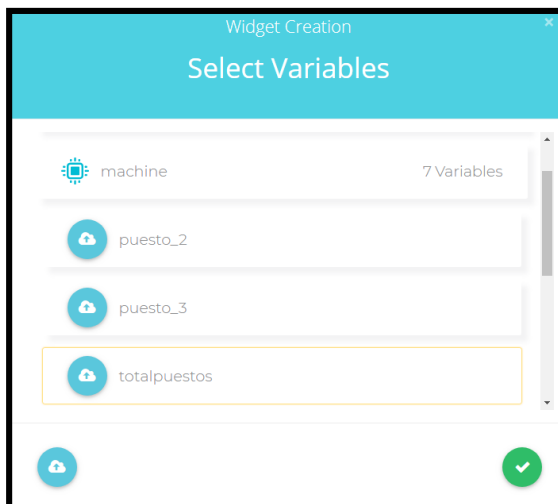 Widget Creation
Select Variables
machine 7 Variables
puesto_2
puesto_3
totalpuestos